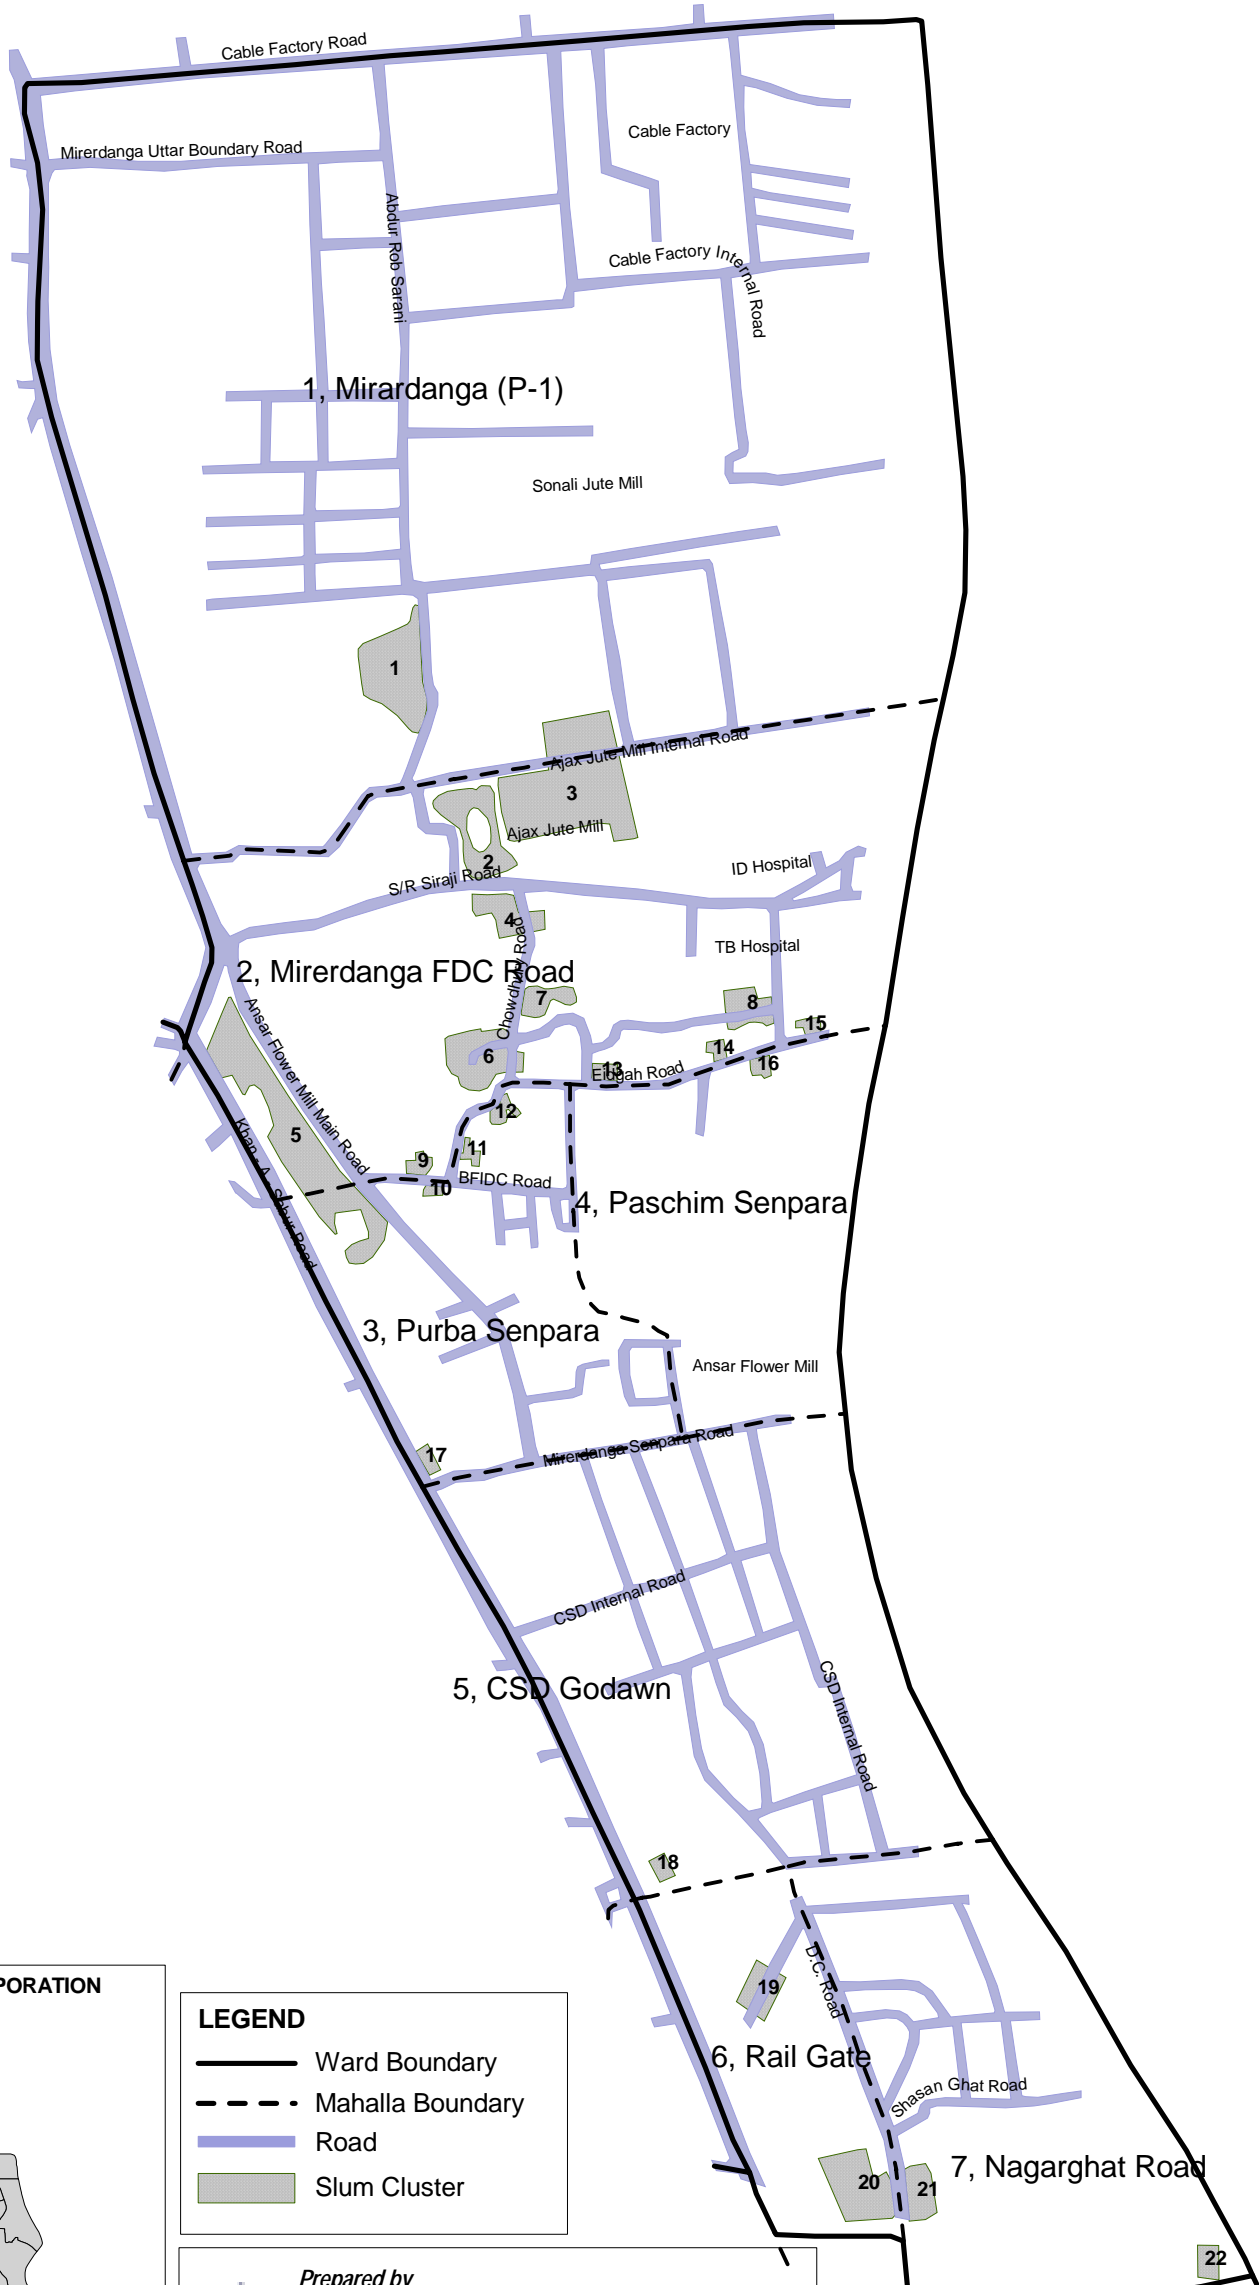 Cable Factory Road
Cable Factory
Mirerdanga Uttar Boundary Road
Abdur Rob Sarani
Cable Factory Internal Road
1, Mirardanga (P-1)
Sonali Jute Mill
1
Ajax Jute Mill Internal Road
3
Ajax Jute Mill
2
ID Hospital
S/R Siraji Road
4
TB Hospital
2, Mirerdanga FDC Road
Chowdhury Road
7
8
Ansar Flower Mill Main Road
15
14
6
16
13
Eidgah Road
12
5
Khan - A - Sabur Road
11
9
BFIDC Road
10
4, Paschim Senpara
3, Purba Senpara
Ansar Flower Mill
Mirerdanga Senpara Road
17
CSD Internal Road
5, CSD Godawn
CSD Internal Road
18
D.C. Road
19
6, Rail Gate
Shasan Ghat Road
7, Nagarghat Road
20
21
22
PORATION
LEGEND
Ward Boundary
Mahalla Boundary
Road
Slum Cluster
Prepared by